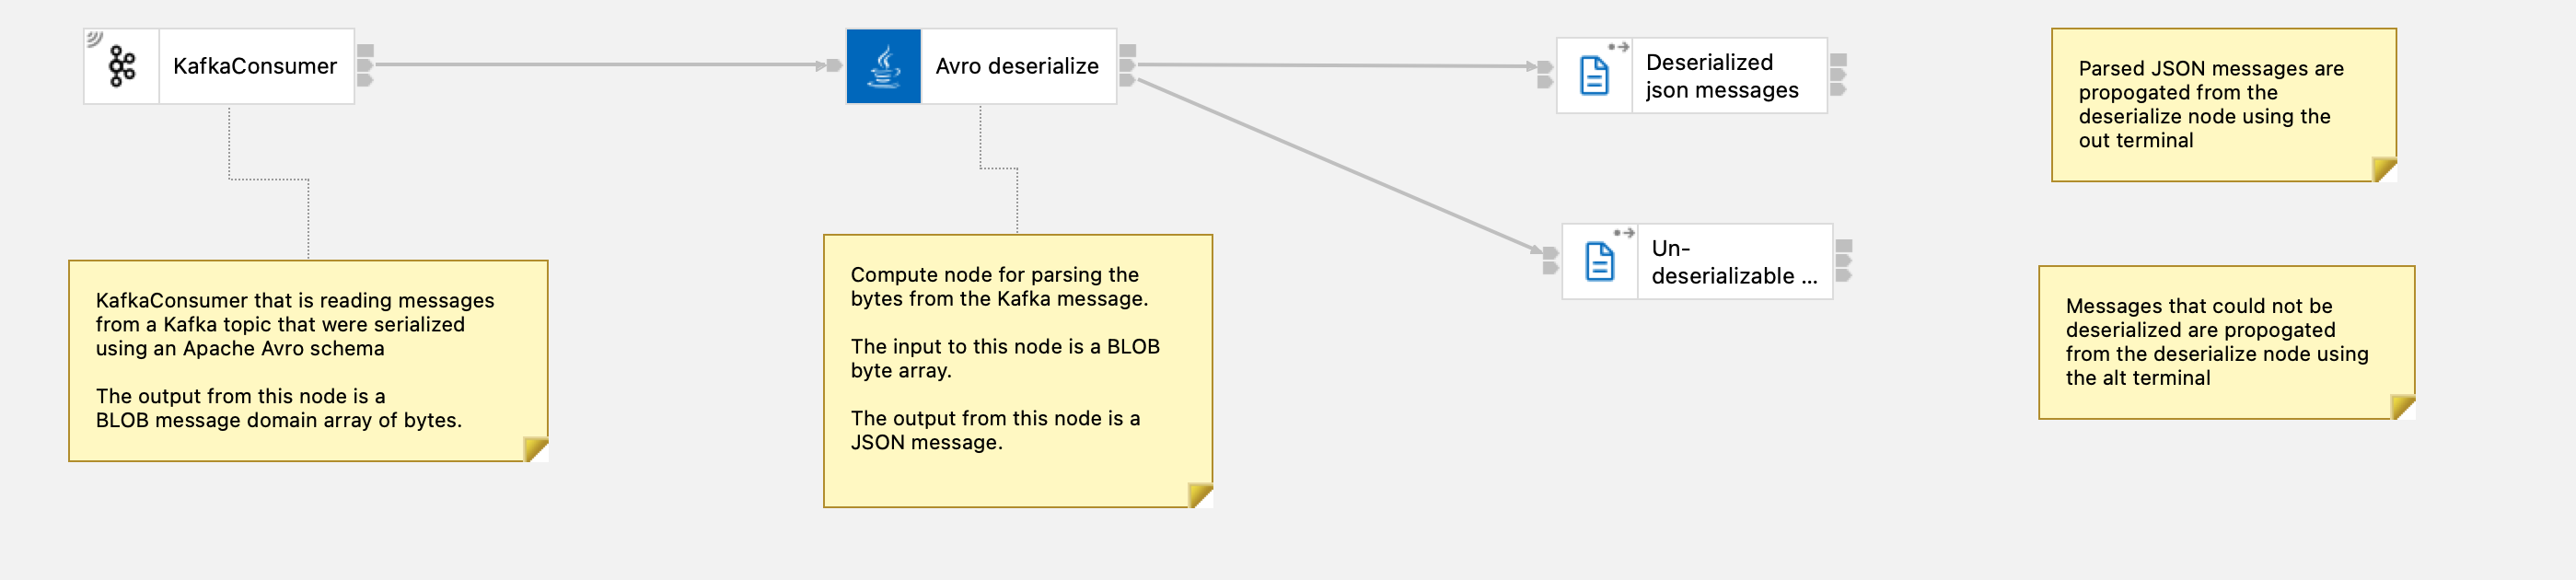 KafkaConsumer
Avro deserialize
Deserialized
json messages
Parsed JSON messages are
propogated from the
deserialize node using the
out terminal
Un-
deserializable ...
KafkaConsumer that is reading messages
from a Kafka topic that were serialized
using an Apache Avro schema
The output from this node is a
BLOB message domain array of bytes.
Compute node for parsing the
bytes from the Kafka message.
The input to this node is a BLOB
byte array.
The output from this node is a
JSON message.
Messages that could not be
deserialized are propogated
from the deserialize node using
the alt terminal